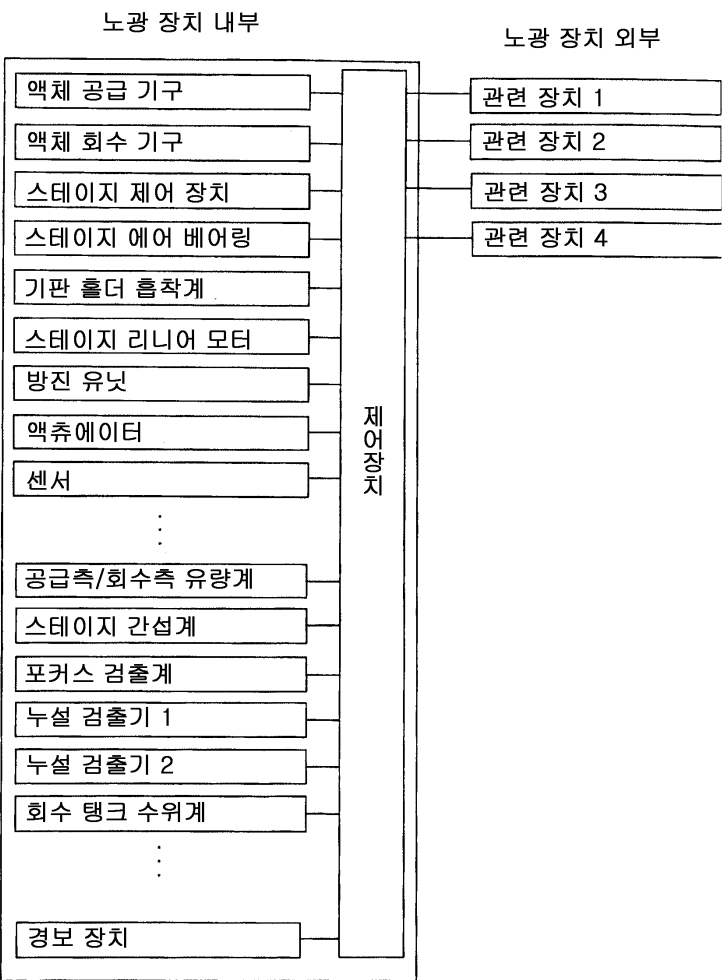 노광 장치 내부
노광 장치 외부
액체 공급 기구
액체 회수 기구
스테이지 제어 장치
스테이지 에어 베어링
기판 홀더 흡착계
스테이지 리니어 모터
방진 유닛
액츄에이터
센서
공급측/회수측 유량계
스테이지 간섭계
포커스 검출계
누설 검출기 1
누설 검출기 2
회수 탱크 수위계
경보 장치
제어장치
관련 장치 1
관련 장치 2
관련 장치 3
관련 장치 4